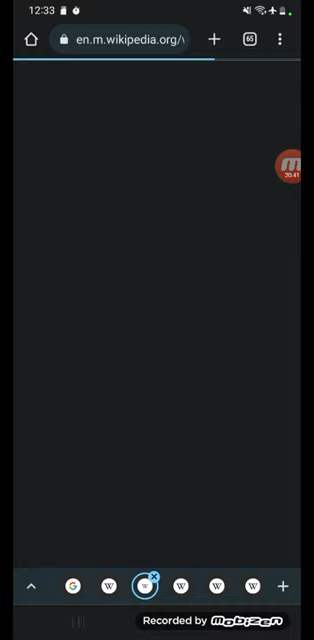 12:33
en.m.wikipedia.org/
65
20:41
G W W W W W
Recorded by mobizen